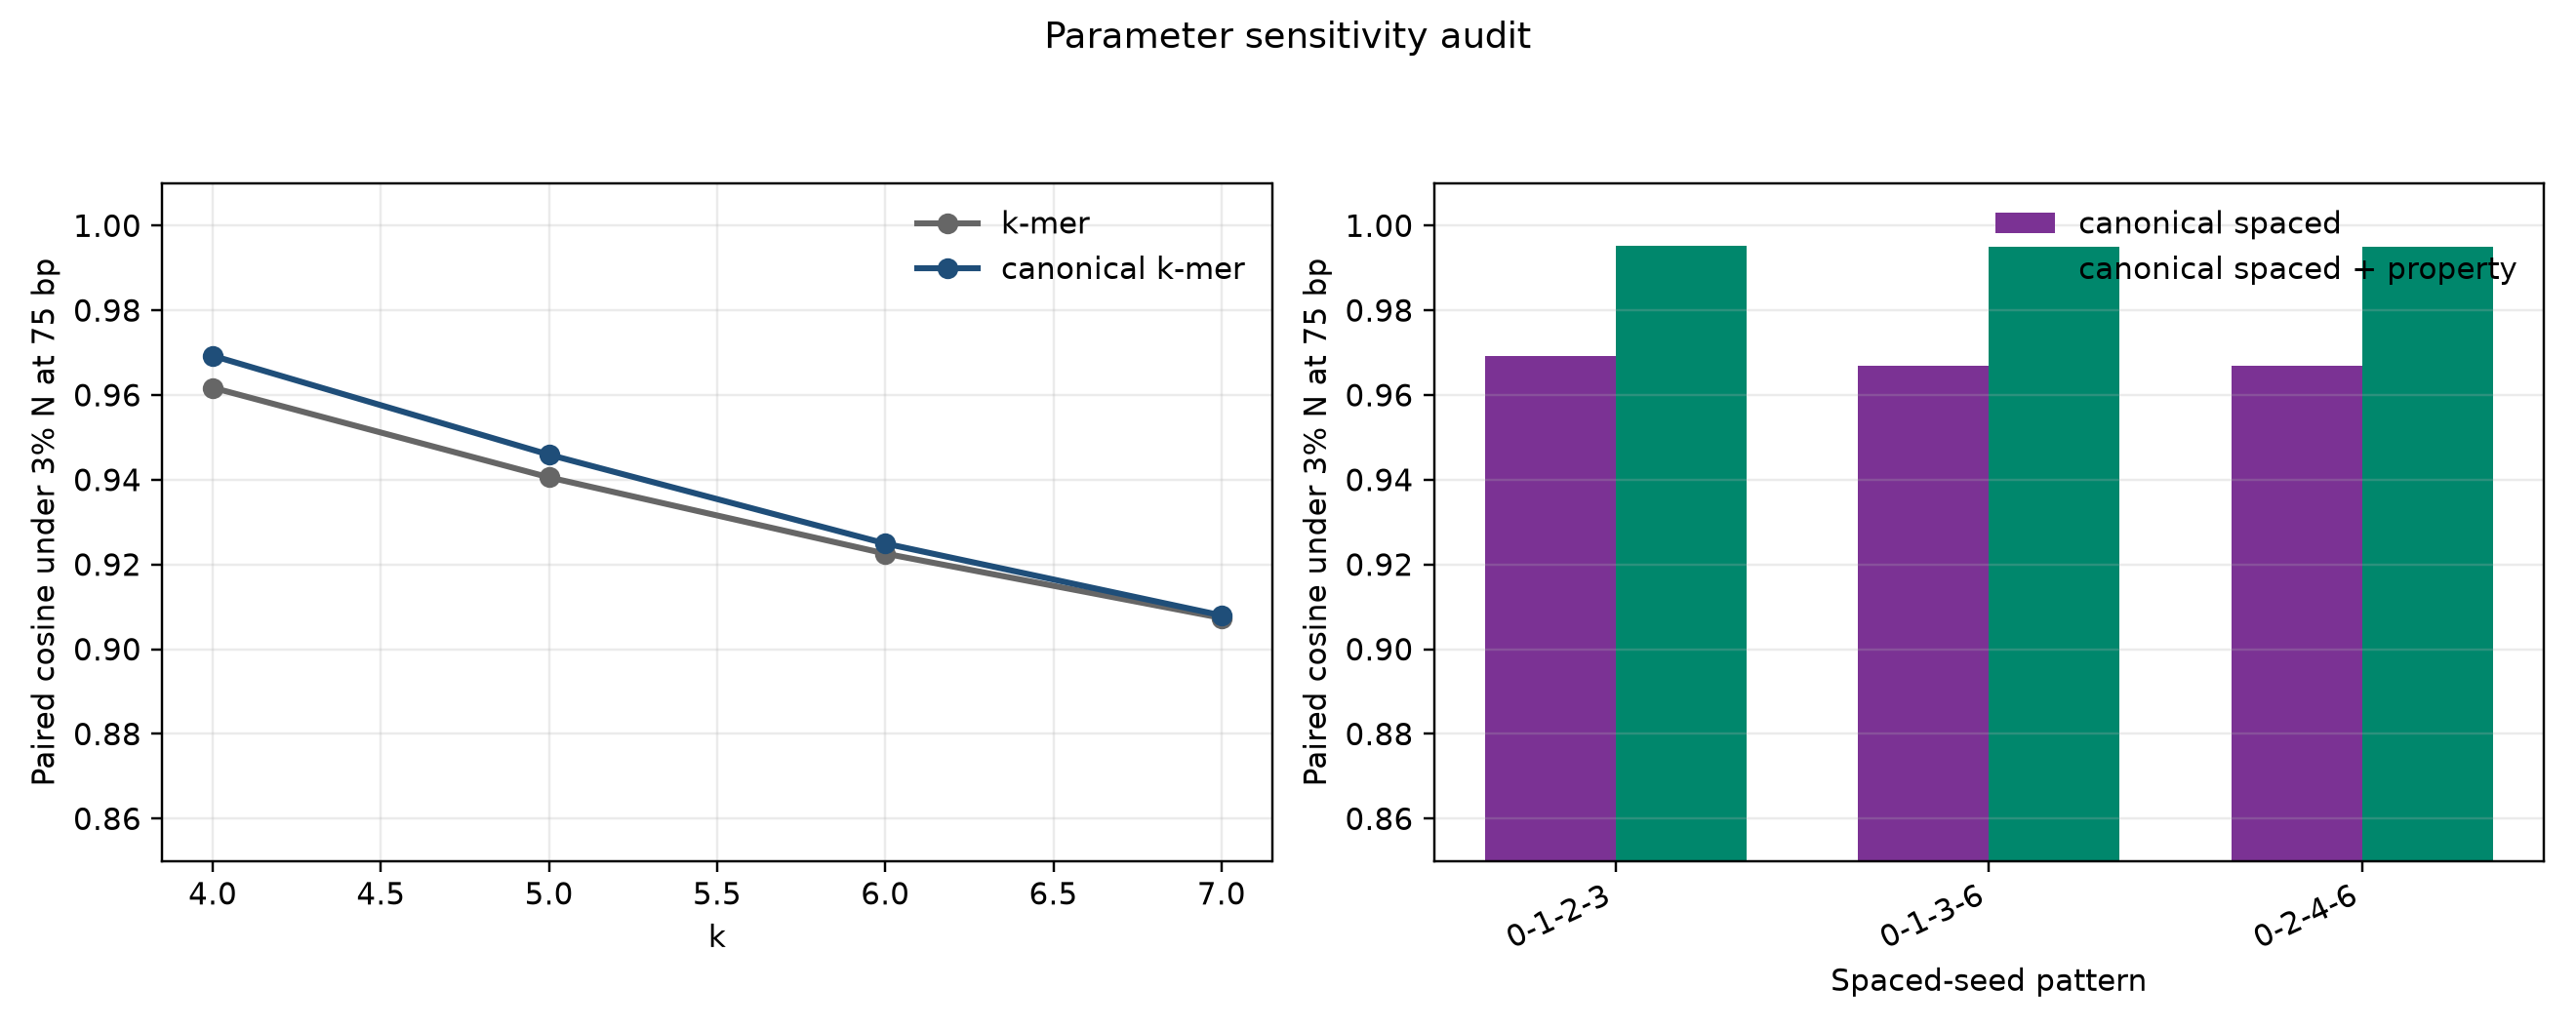 Parameter sensitivity audit
Paired cosine under 3% N at 75 bp
1.00
0.98
0.96
0.94
0.92
0.90
0.88
0.86
k-mer
canonical k-mer
4.0 4.5 5.0 5.5 6.0 6.5 7.0
k
Paired cosine under 3% N at 75 bp
1.00
0.98
0.96
0.94
0.92
0.90
0.88
0.86
canonical spaced
canonical spaced + property
0-1-2-3
0-1-3-6
0-2-4-6
Spaced-seed pattern